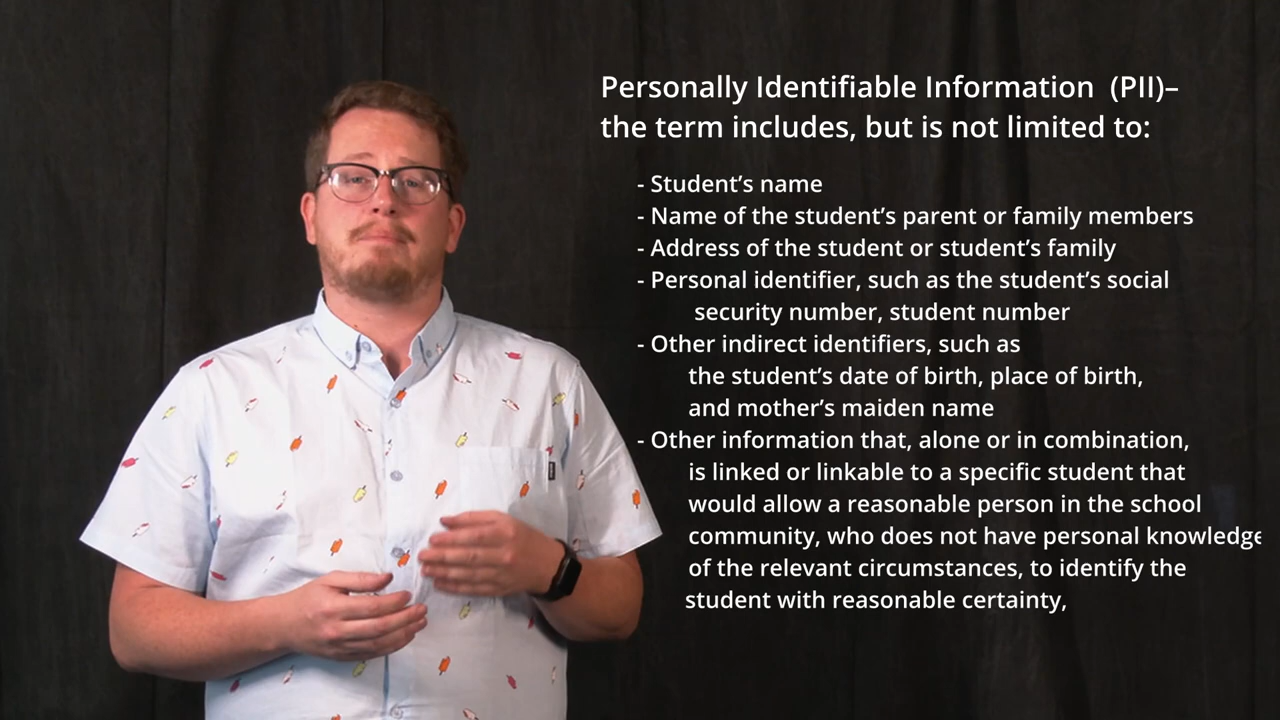 Personally Identifiable Information (PII)–
the term includes, but is not limited to:
- Student’s name
- Name of the student’s parent or family members
- Address of the student or student’s family
- Personal identifier, such as the student’s social
security number, student number
- Other indirect identifiers, such as
the student’s date of birth, place of birth,
and mother’s maiden name
- Other information that, alone or in combination,
is linked or linkable to a specific student that
would allow a reasonable person in the school
community, who does not have personal knowledge
of the relevant circumstances, to identify the
student with reasonable certainty,